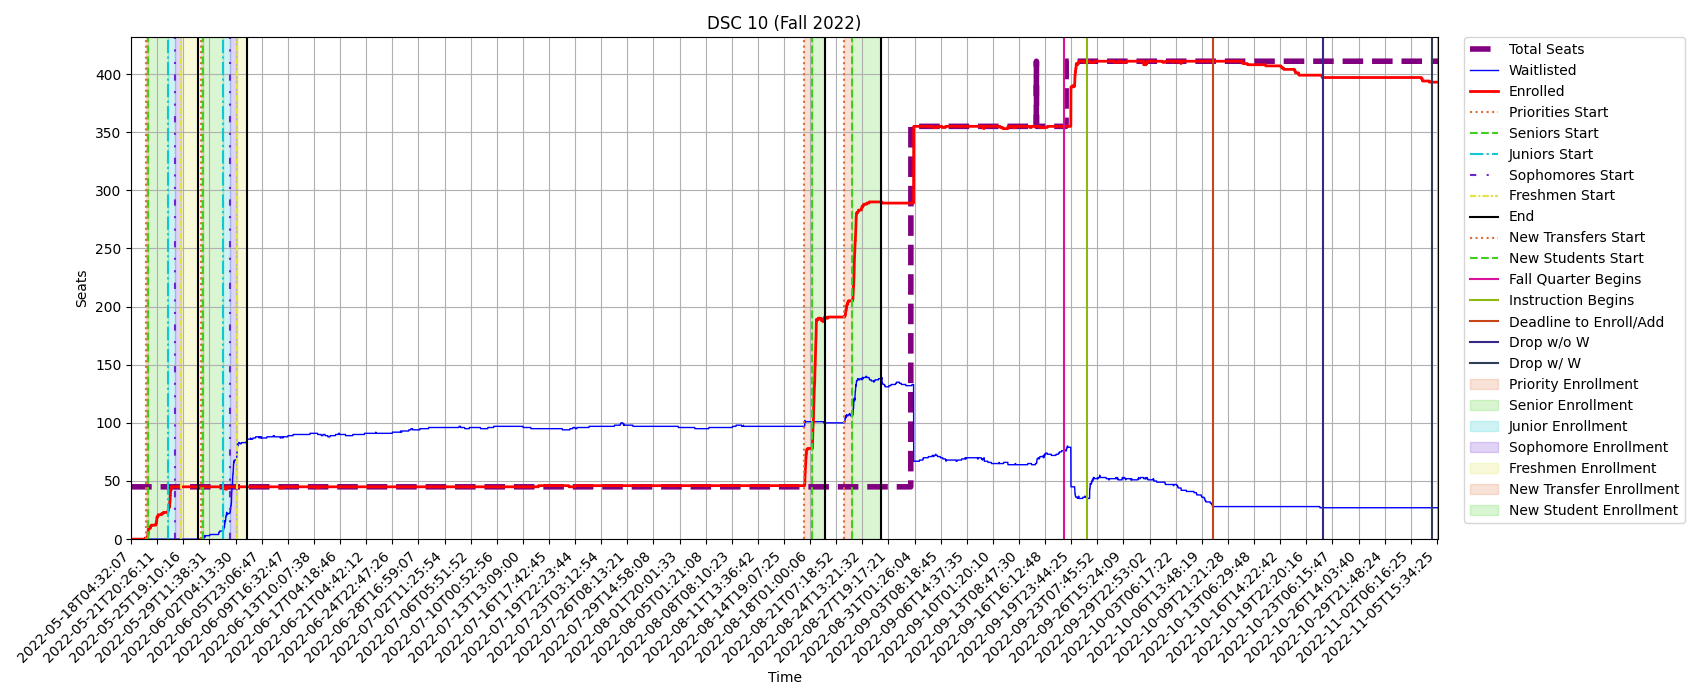 DSC 10 (Fall 2022)
Seats
400
350
300
250
200
150
100
50
0
2022-05-18T04:32:07
2022-05-21T20:26:11
2022-05-25T19:10:16
2022-05-29T11:38:31
2022-06-02T04:13:30
2022-06-05T23:06:47
2022-06-09T16:32:47
2022-06-13T10:07:38
2022-06-17T04:18:46
2022-06-21T04:42:12
2022-06-24T22:47:26
2022-06-28T16:59:07
2022-07-02T11:25:54
2022-07-06T05:51:52
2022-07-10T00:52:56
2022-07-13T13:09:00
2022-07-16T17:42:45
2022-07-19T22:23:44
2022-07-23T03:12:54
2022-07-26T08:13:21
2022-07-29T14:58:09
2022-08-01T20:01:33
2022-08-05T01:21:08
2022-08-08T08:10:23
2022-08-11T13:36:42
2022-08-14T19:07:25
2022-08-18T01:00:06
2022-08-21T07:18:52
2022-08-24T13:21:32
2022-08-27T19:17:21
2022-08-31T01:26:04
2022-09-03T08:18:45
2022-09-06T14:37:35
2022-09-10T01:20:10
2022-09-13T08:47:30
2022-09-16T16:12:48
2022-09-19T23:44:25
2022-09-23T07:45:52
2022-09-26T15:24:09
2022-09-29T22:53:02
2022-10-03T06:17:22
2022-10-06T13:48:19
2022-10-09T21:21:28
2022-10-13T06:29:48
2022-10-16T14:22:42
2022-10-19T22:20:16
2022-10-23T06:15:47
2022-10-26T14:03:40
2022-10-29T21:48:24
2022-11-02T06:16:25
2022-11-05T15:34:25
Time
Total Seats
Waitlisted
Enrolled
Priorities Start
Seniors Start
Juniors Start
Sophomores Start
Freshmen Start
End
New Transfers Start
New Students Start
Fall Quarter Begins
Instruction Begins
Deadline to Enroll/Add
Drop w/o W
Drop w/ W
Priority Enrollment
Senior Enrollment
Junior Enrollment
Sophomore Enrollment
Freshmen Enrollment
New Transfer Enrollment
New Student Enrollment